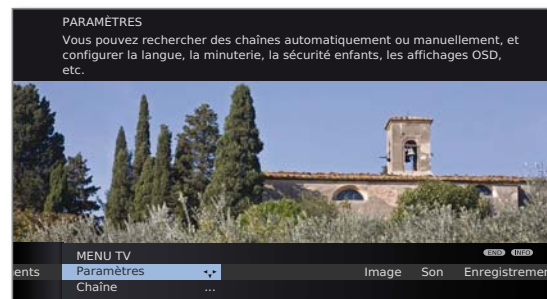 PARAMÈTRES
Vous pouvez rechercher des chaînes automatiquement ou manuellement, et
configurer la langue, la minuterie, la sécurité enfants, les affichages OSD,
etc.
MENU TV
END INFO
ents Paramètres Image Son Enregistremen
Chaîne ...